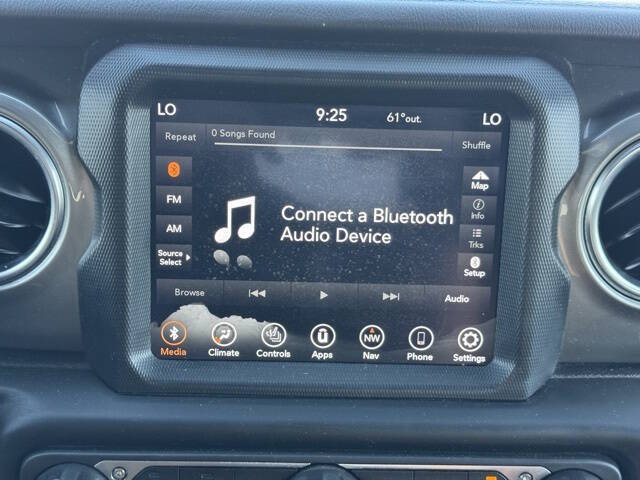 LO 9:25 61° out. LO
Repeat 0 Songs Found Shuffle
FM
AM
Source
Select
Connect a Bluetooth
Audio Device
Map
Info
Trks
Setup
Browse Audio
NW
Media Climate Controls Apps Nav Phone Settings